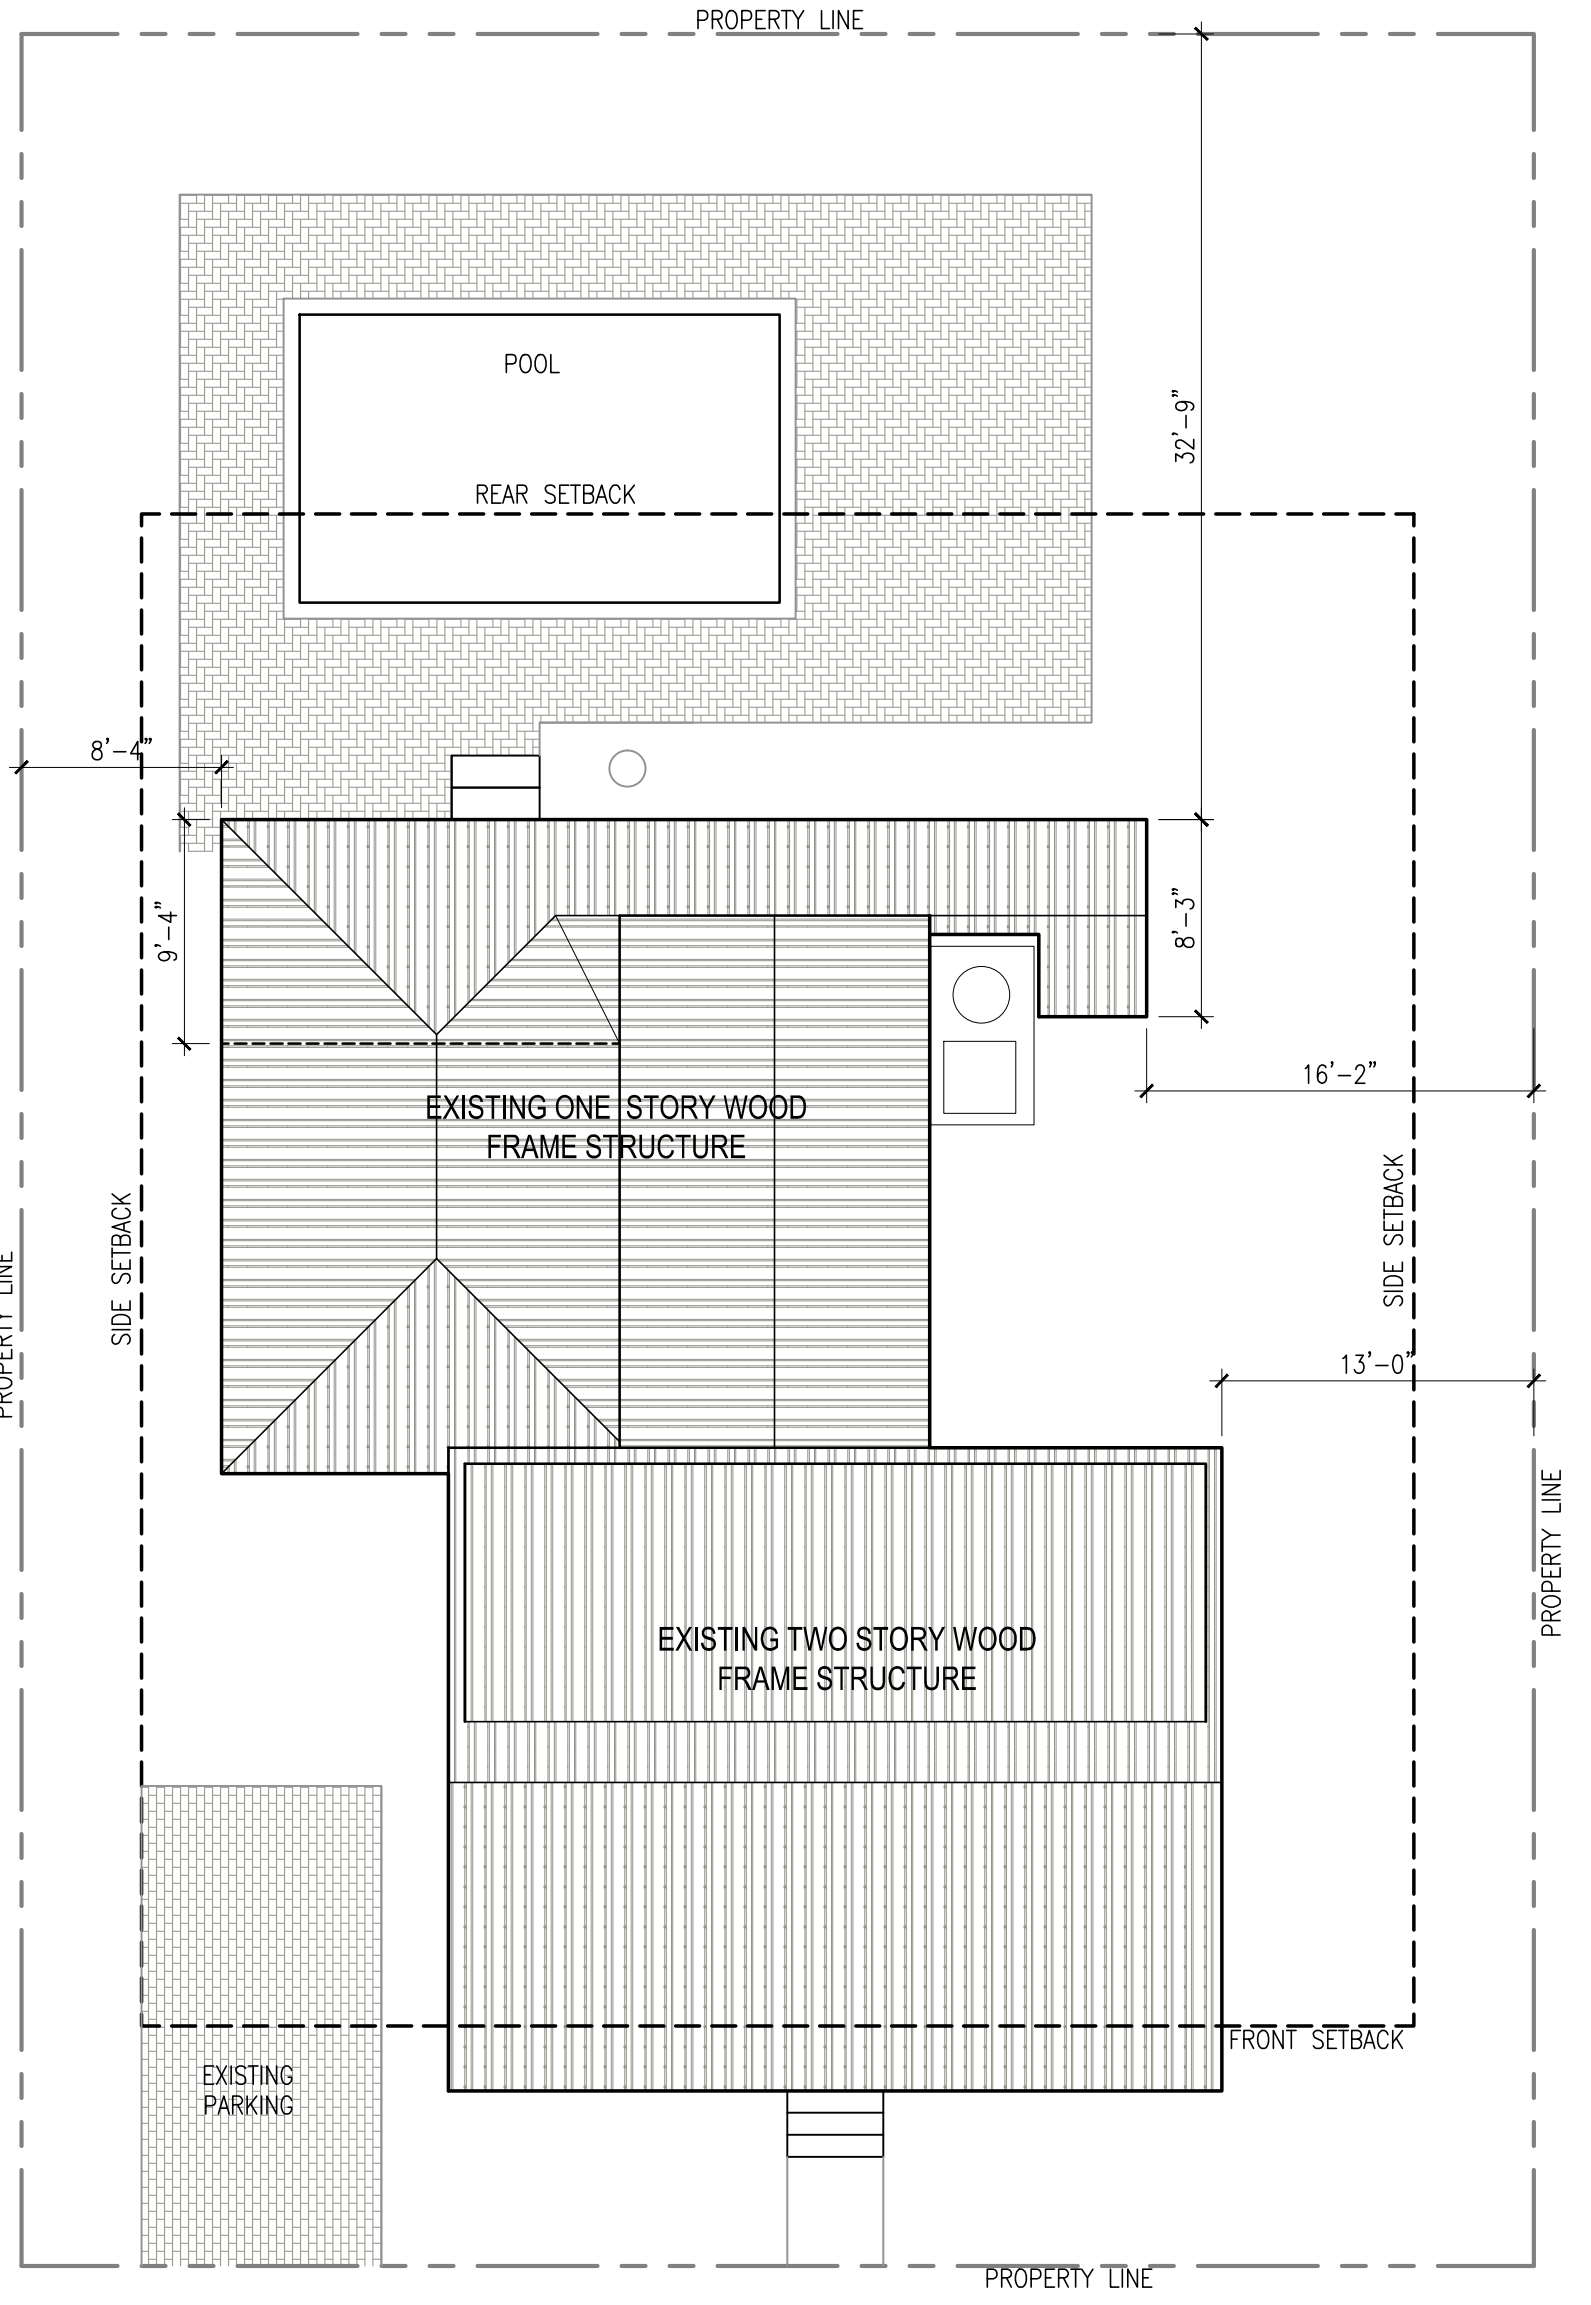 PROPERTY LINE
POOL
32'-9"
REAR SETBACK
8'-4"
9'-4"
8'-3"
16'-2"
EXISTING ONE STORY WOOD
FRAME STRUCTURE
SIDE SETBACK
SIDE SETBACK
PROPERTY LINE
13'-0"
PROPERTY LINE
EXISTING TWO STORY WOOD
FRAME STRUCTURE
FRONT SETBACK
EXISTING
PARKING
PROPERTY LINE